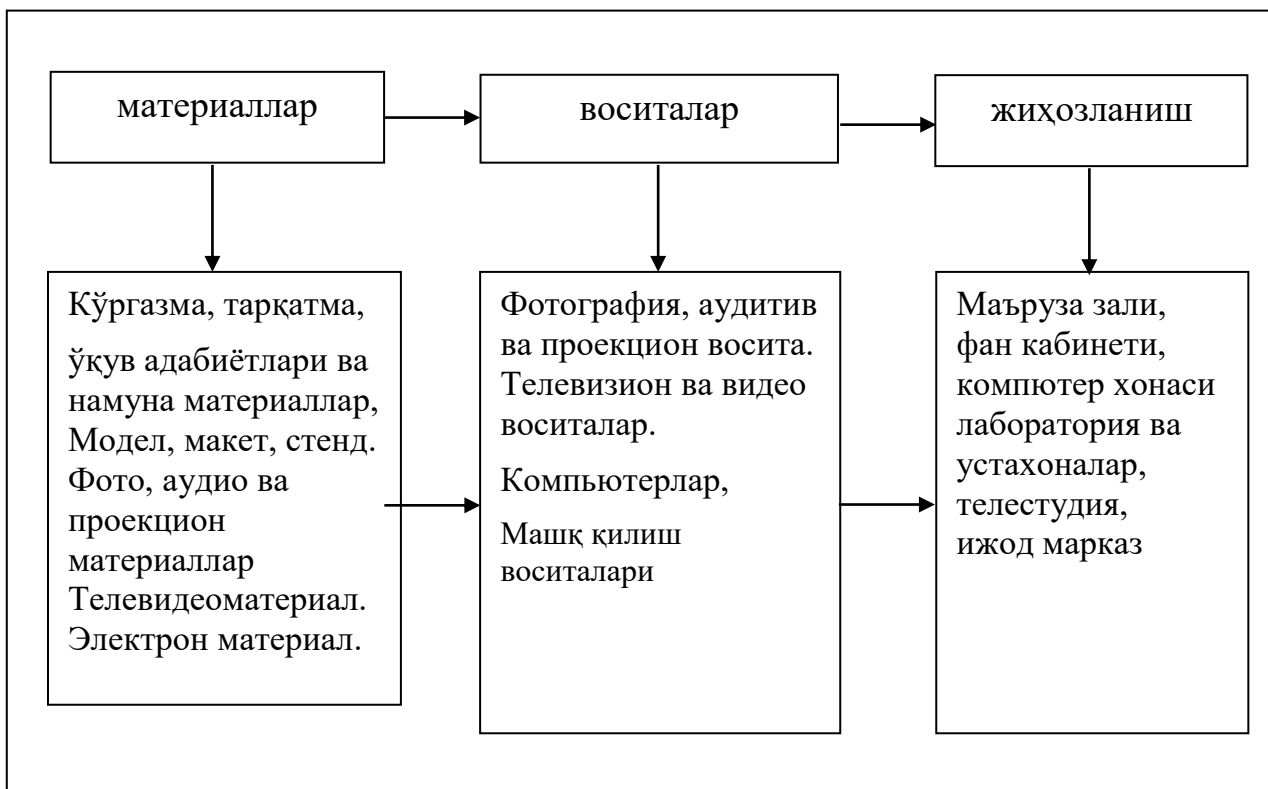 материаллар
воситалар
жиҳозланиш
Кўргазма, тарқатма,
ўқув адабиётлари ва
намуна материаллар,
Модел, макет, стенд.
Фото, аудио ва
проекцион
материаллар
Телевидеоматериал.
Электрон материал.
Фотография, аудитив
ва проекцион восита.
Телевизион ва видео
воситалар.
Компьютерлар,
Машқ қилиш
воситалари
Маъруза зали,
фан кабинети,
компютер хонаси
лаборатория ва
устахоналар,
телестудия,
ижод марказ